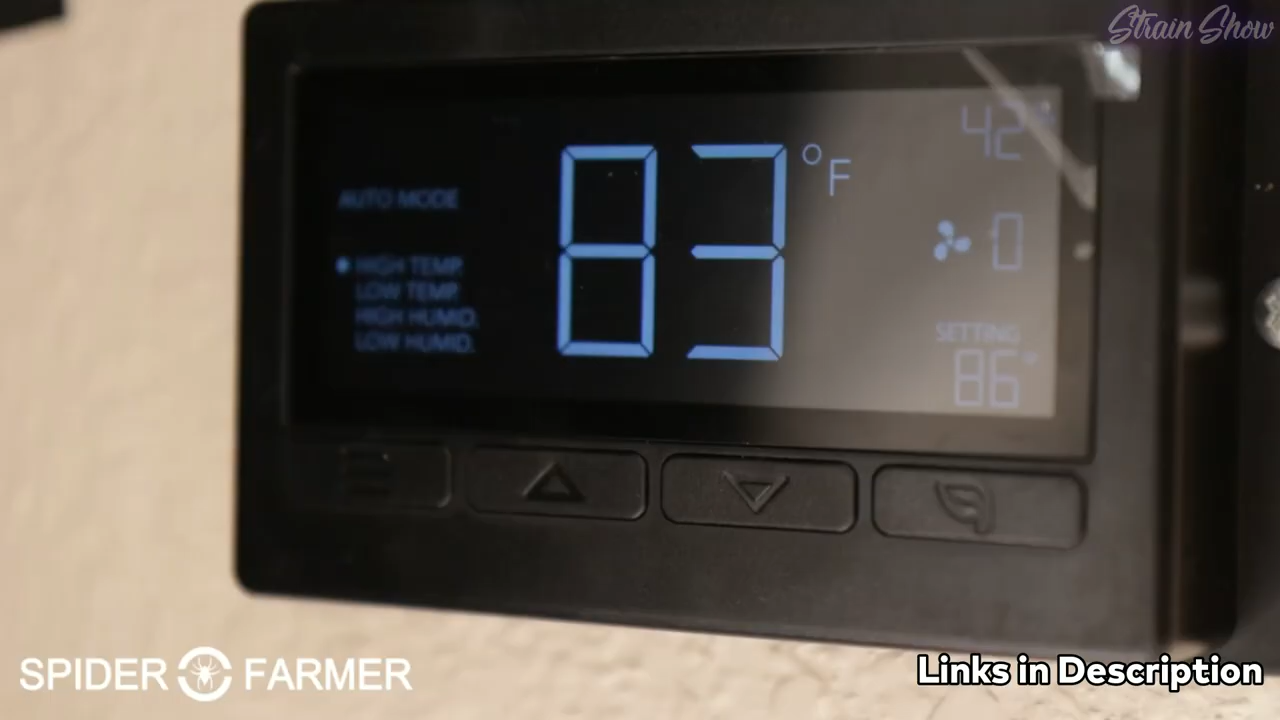 Strain Show
42%
AUTO MODE
83 °F
HIGH TEMP.
LOW TEMP.
HIGH HUMID.
LOW HUMID.
0
SETTING
86°
SPIDER FARMER
Links in Description